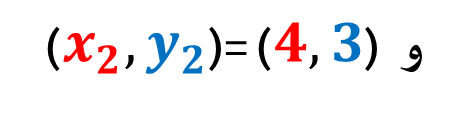 (x₂, y₂)=(4, 3) و